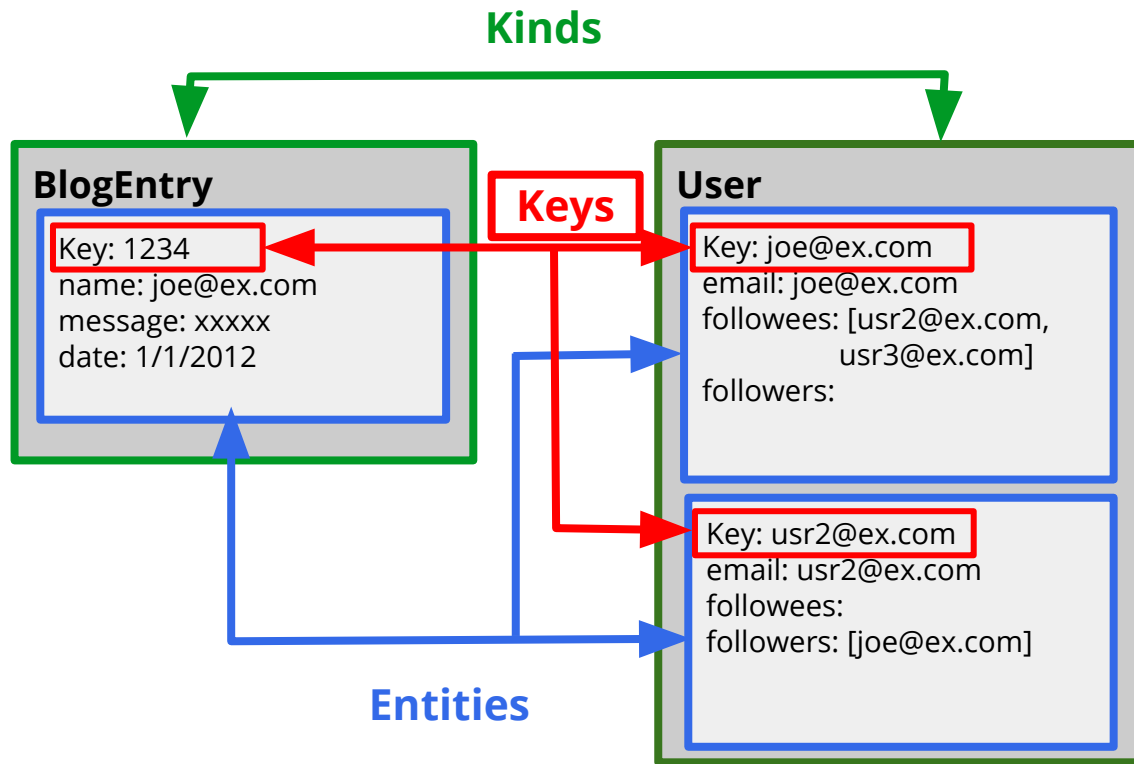 Kinds
BlogEntry
Key: 1234
name: joe@ex.com
message: xxxxx
date: 1/1/2012
Keys
User
Key: joe@ex.com
email: joe@ex.com
followees: [usr2@ex.com,
usr3@ex.com]
followers:
Key: usr2@ex.com
email: usr2@ex.com
followees:
followers: [joe@ex.com]
Entities